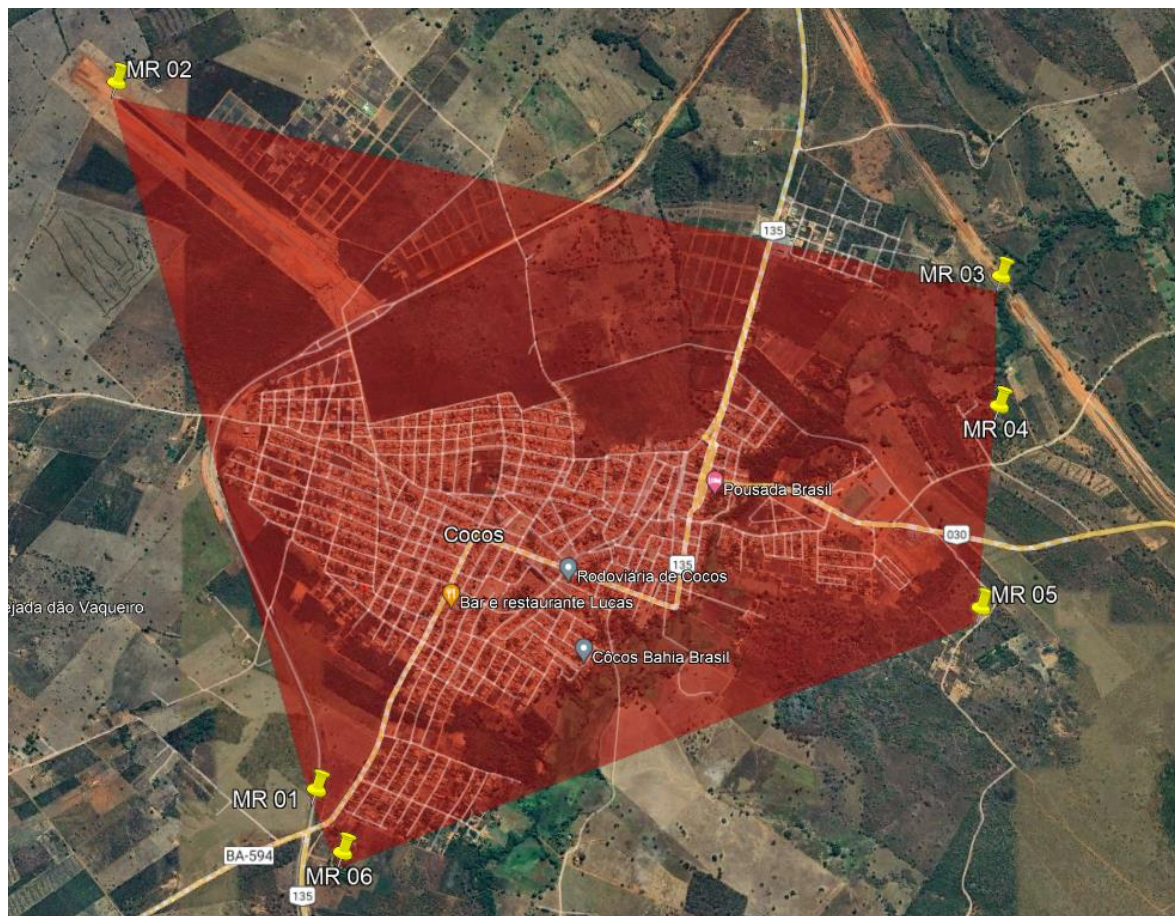 MR 02
135
MR 03
MR 04
Pousada Brasil
Cocos
030
135
Rodoviária de Cocos
MR 05
Bar e restaurante Lucas
ejada dão Vaqueiro
Côcos Bahia Brasil
MR 01
BA-594
MR 06
135